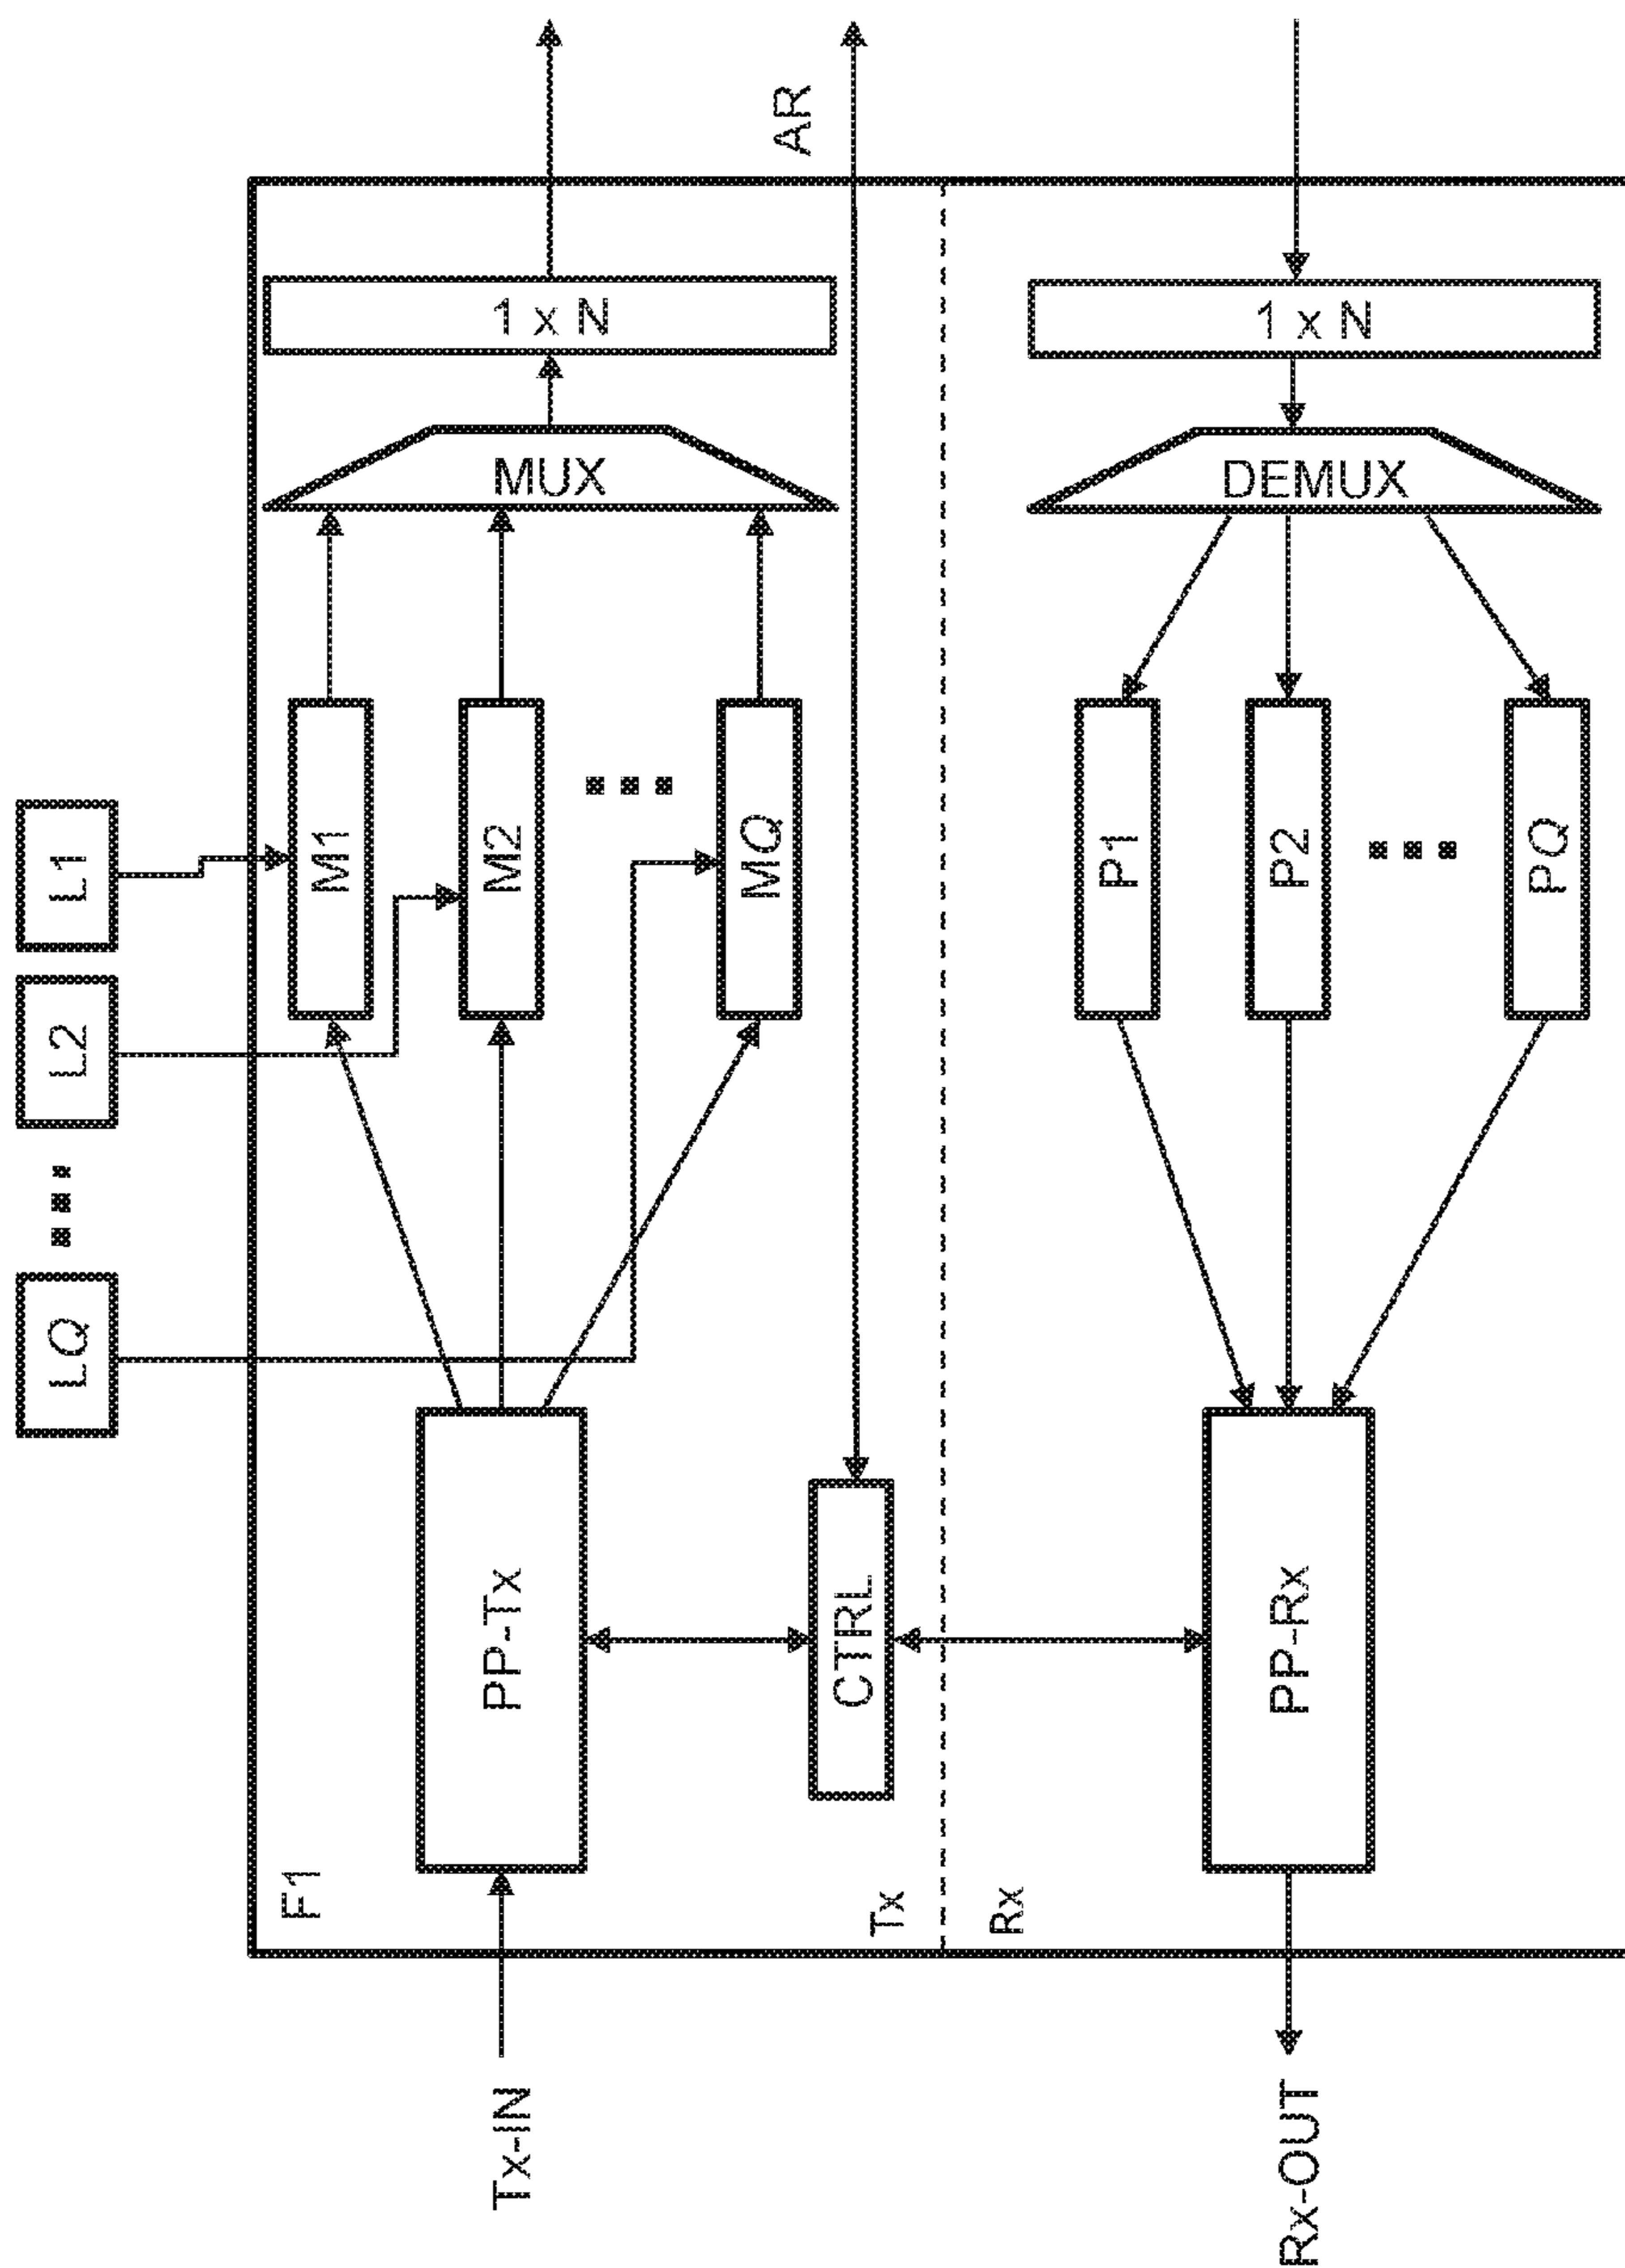 LQ
L2
L1
F1
Tx-IN
PP-Tx
M1
M2
MQ
MUX
1 x N
CTRL
AR
Tx
Rx
Rx-OUT
PP-Rx
P1
P2
PQ
DEMUX
1 x N